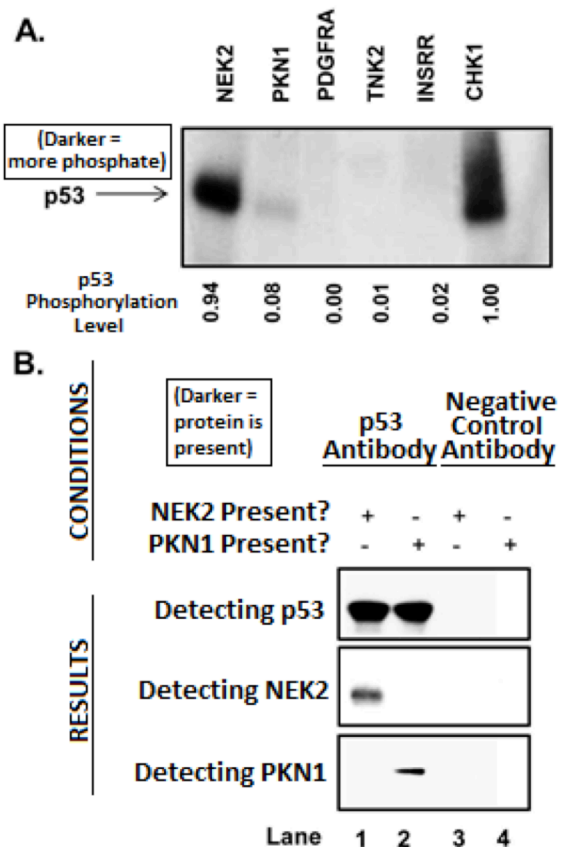 A.
NEK2 PKN1 PDGFRA TNK2 INSRR CHK1
(Darker =
more phosphate)
p53
p53
Phosphorylation
Level
0.94 0.08 0.00 0.01 0.02 1.00
B.
CONDITIONS
(Darker =
protein is
present)
p53
Antibody
Negative
Control
Antibody
NEK2 Present? + - + -
PKN1 Present? - + - +
RESULTS
Detecting p53
Detecting NEK2
Detecting PKN1
Lane 1 2 3 4